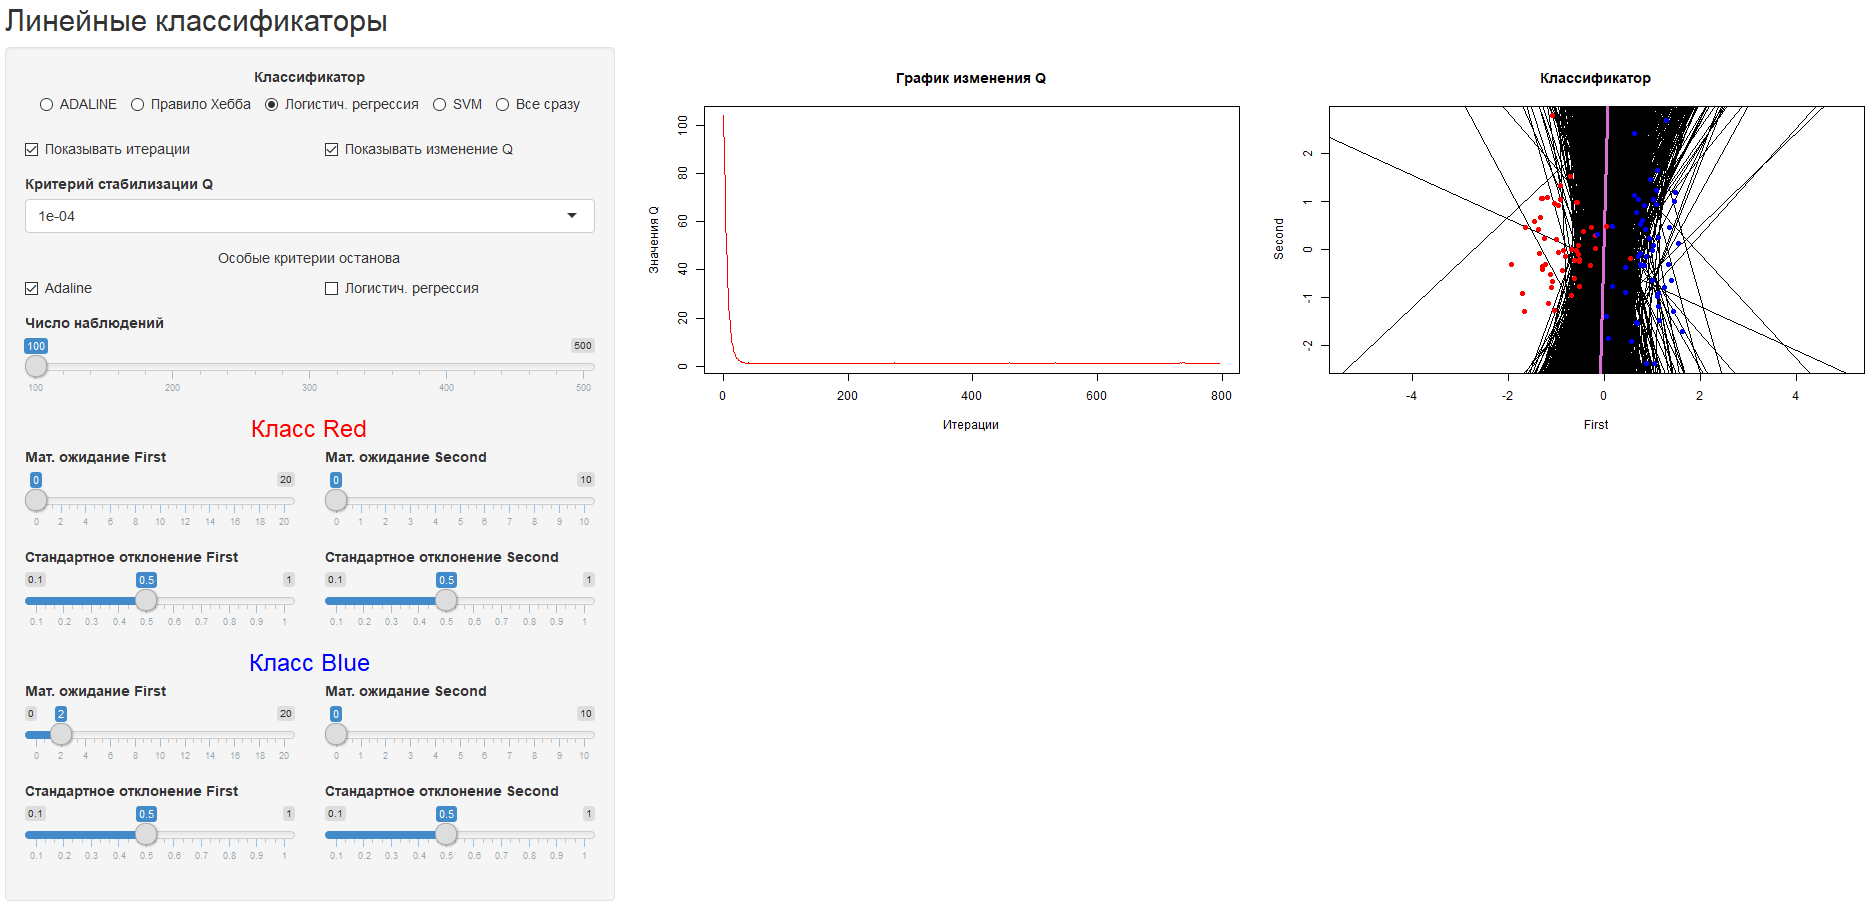 Линейные классификаторы
Классификатор
ADALINE Правило Хебба Логистич. регрессия SVM Все сразу
Показывать итерации Показывать изменение Q
Критерий стабилизации Q
1e-04
Особые критерии останова
Adaline Логистич. регрессия
Число наблюдений
100 500
100 200 300 400 500
Класс Red
Мат. ожидание First Мат. ожидание Second
0 20 0 10
0 2 4 6 8 10 12 14 16 18 20 0 1 2 3 4 5 6 7 8 9 10
Стандартное отклонение First Стандартное отклонение Second
0.1 0.5 1 0.1 0.5 1
0.1 0.2 0.3 0.4 0.5 0.6 0.7 0.8 0.9 1 0.1 0.2 0.3 0.4 0.5 0.6 0.7 0.8 0.9 1
Класс Blue
Мат. ожидание First Мат. ожидание Second
0 2 20 0 10
0 2 4 6 8 10 12 14 16 18 20 0 1 2 3 4 5 6 7 8 9 10
Стандартное отклонение First Стандартное отклонение Second
0.1 0.5 1 0.1 0.5 1
0.1 0.2 0.3 0.4 0.5 0.6 0.7 0.8 0.9 1 0.1 0.2 0.3 0.4 0.5 0.6 0.7 0.8 0.9 1
График изменения Q
Значения Q
100
80
60
40
20
0
0 200 400 600 800
Итерации
Классификатор
Second
2
1
0
-1
-2
-4 -2 0 2 4
First